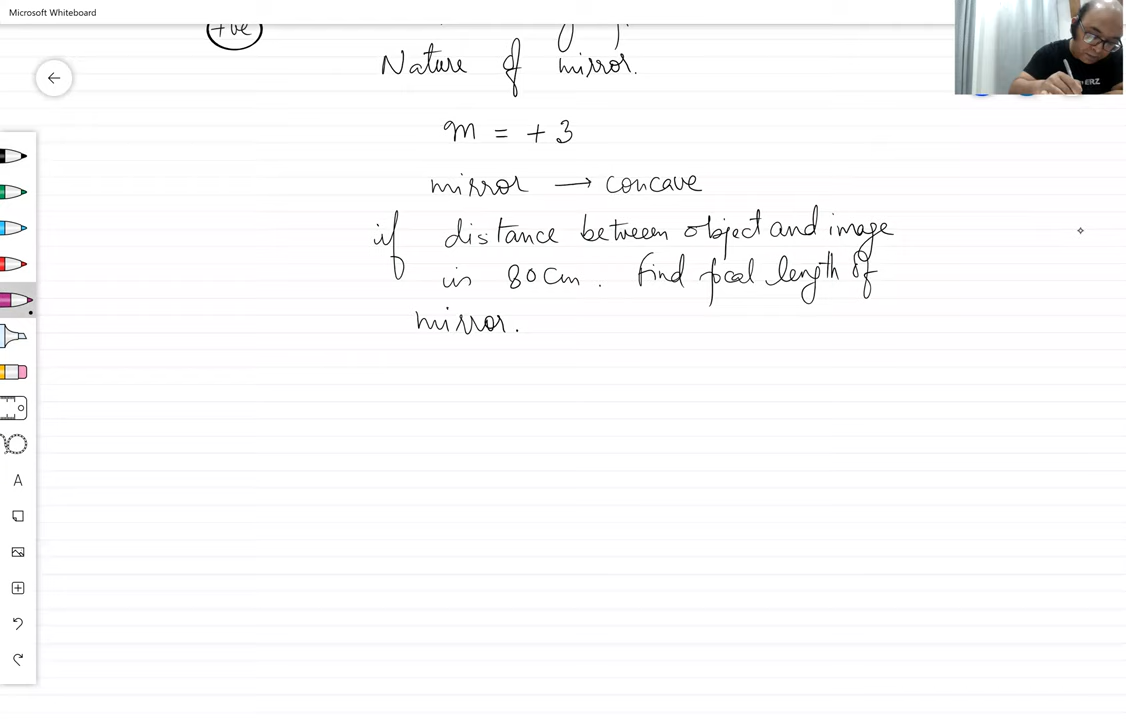 Microsoft Whiteboard
+ve
Nature of mirror.
m = + 3
mirror → concave
if distance between object and image
is 80 cm. Find focal length of
mirror.
ERZ
A